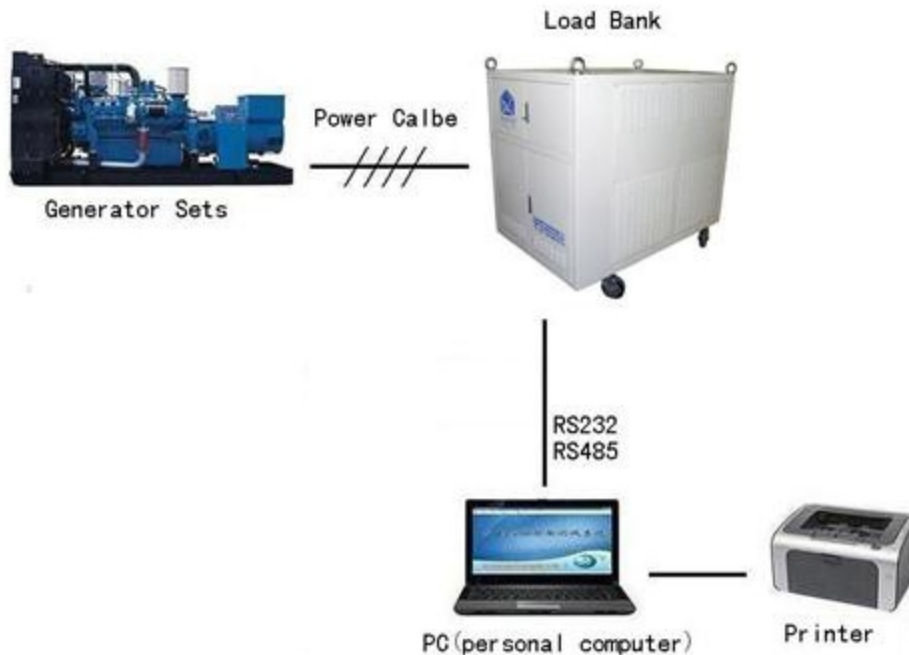 Load Bank
Power Calbe
Generator Sets
RS232
RS485
PC(personal computer)
Printer